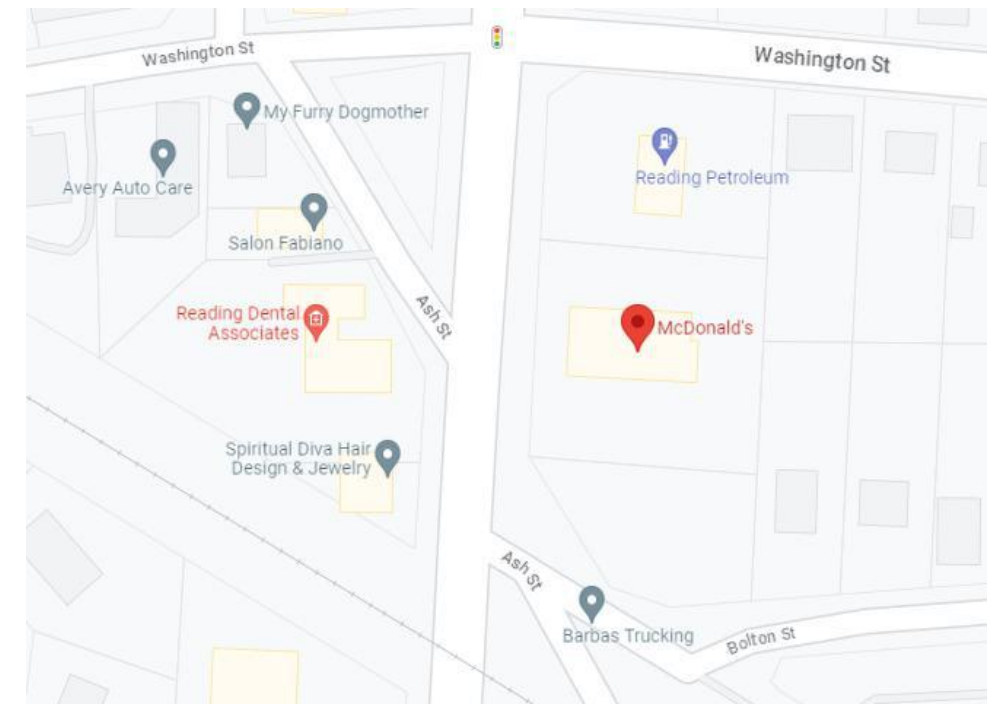 Washington St
Washington St
My Furry Dogmother
Reading Petroleum
Avery Auto Care
Salon Fabiano
Ash St
Reading Dental
Associates
McDonald's
Spiritual Diva Hair
Design & Jewelry
Ash St
Barbas Trucking
Bolton St